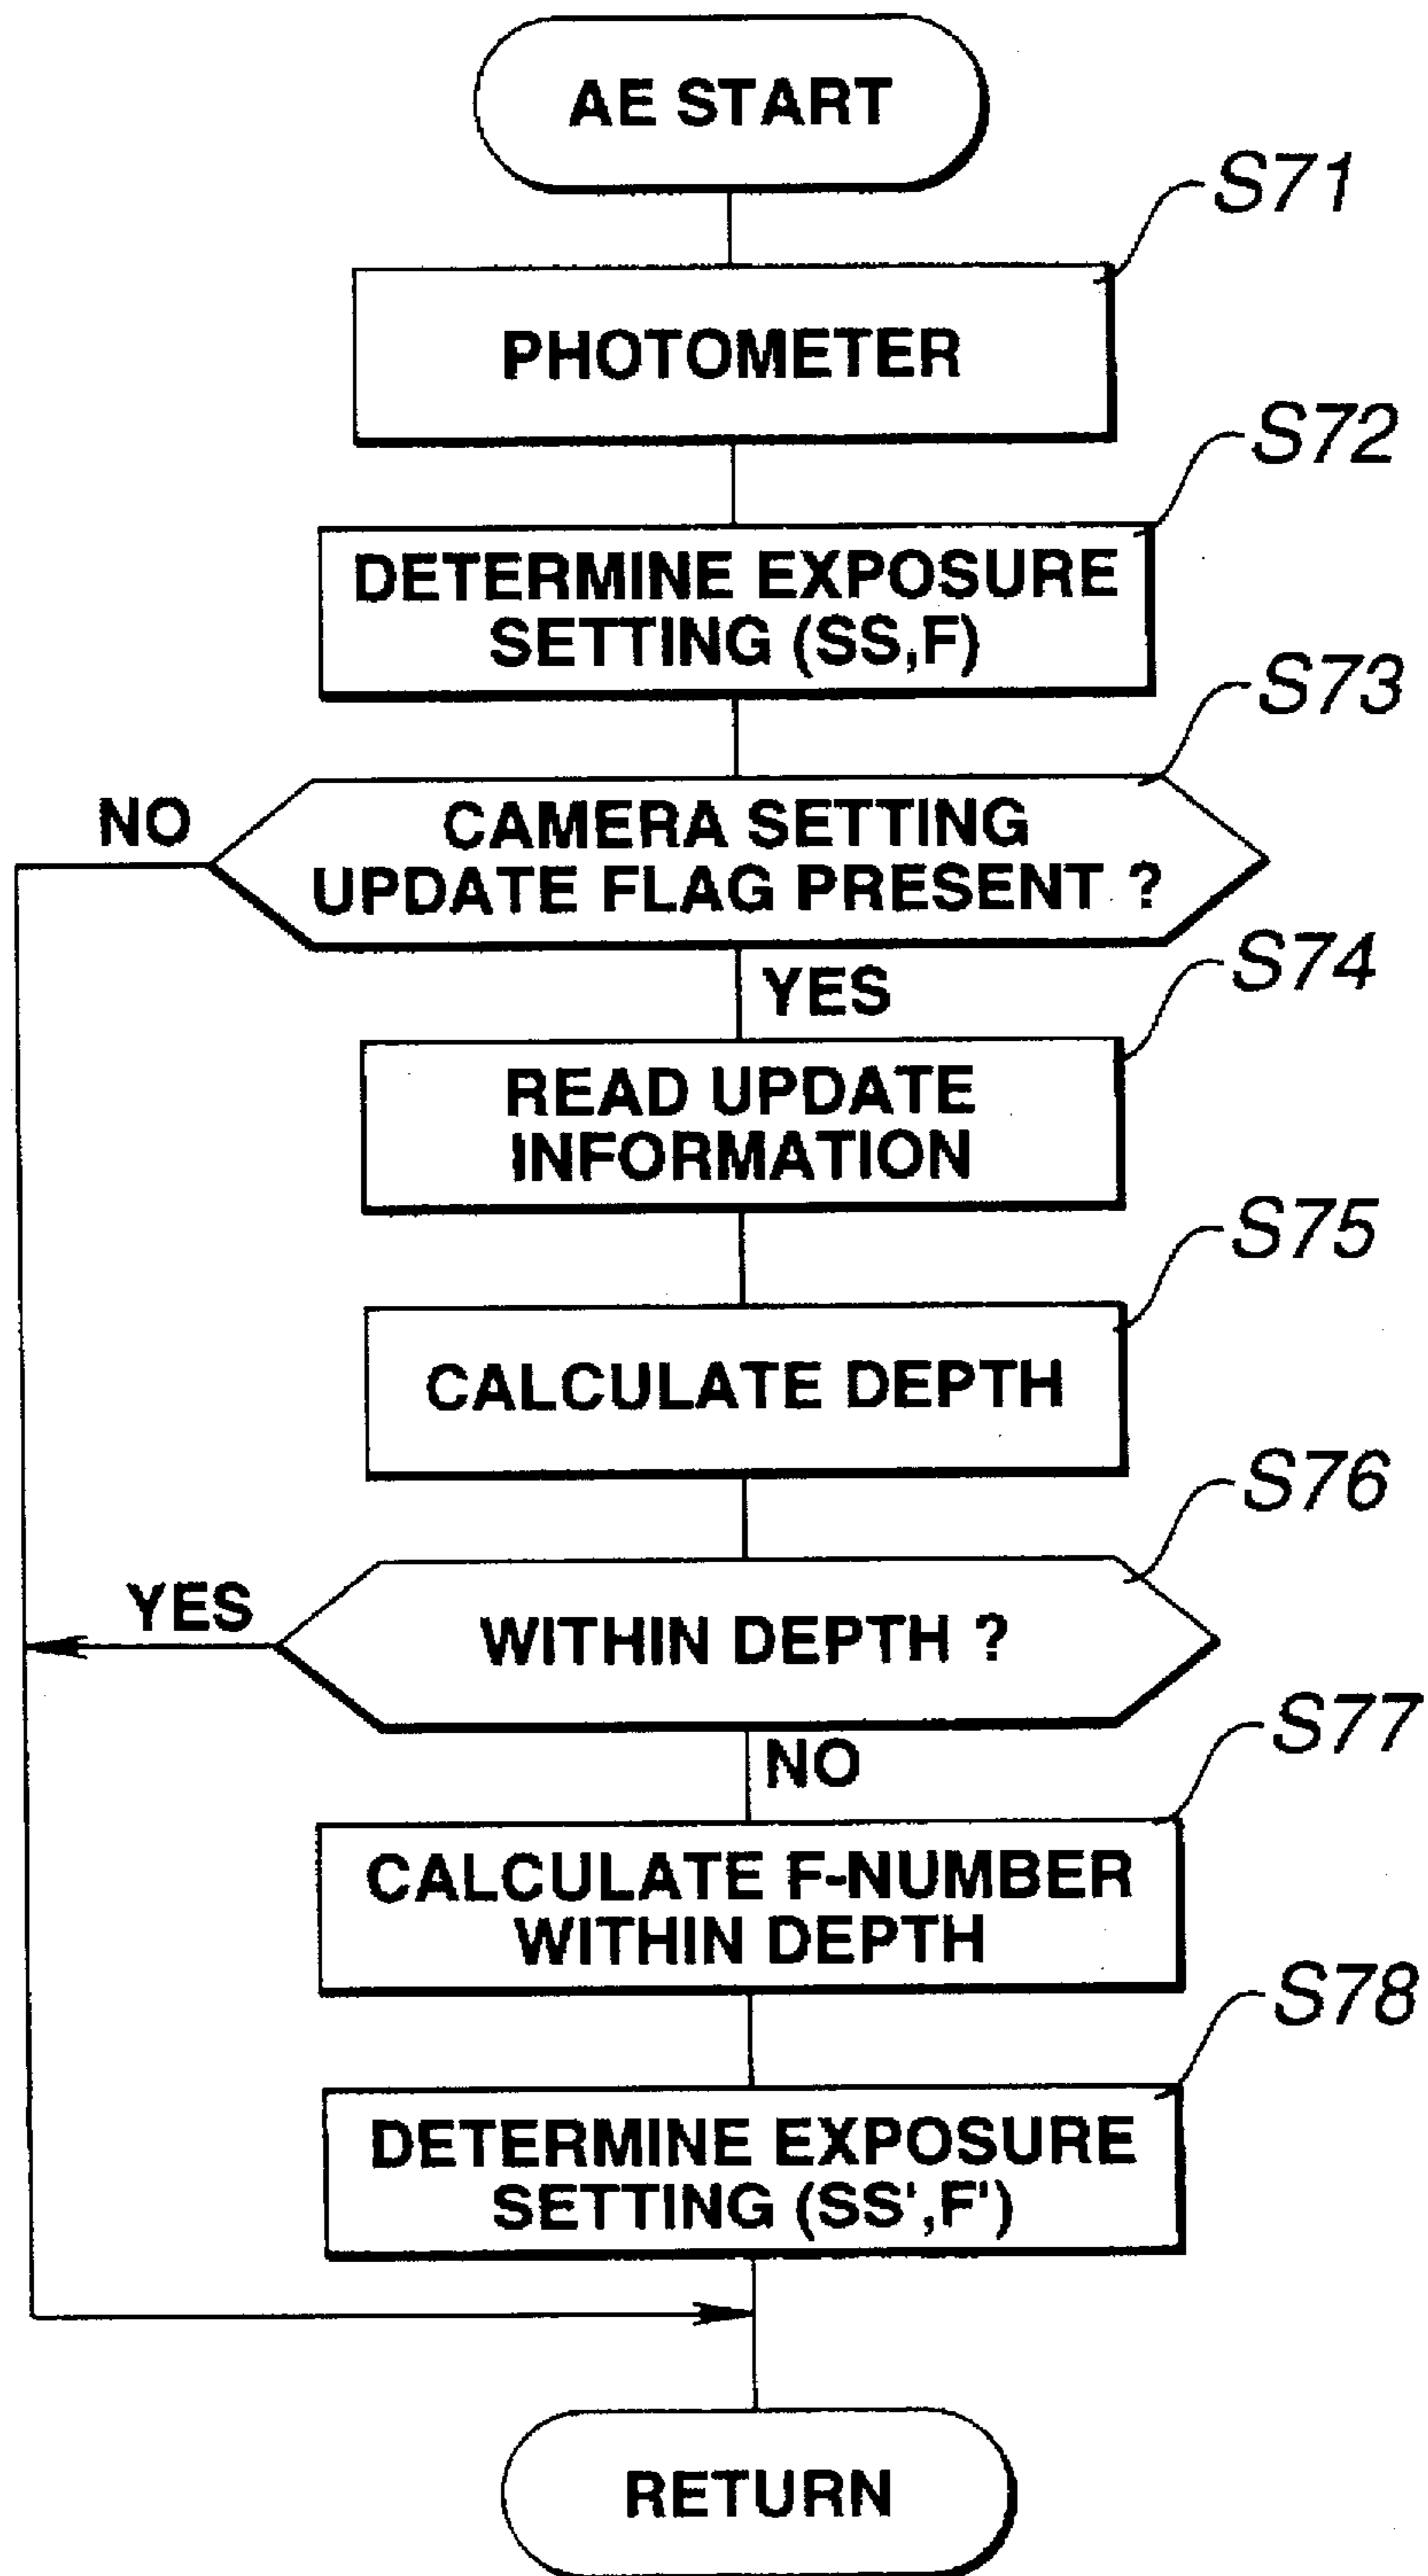 AE START
S71
PHOTOMETER
S72
DETERMINE EXPOSURE
SETTING (SS,F)
S73
NO
CAMERA SETTING
UPDATE FLAG PRESENT ?
YES
S74
READ UPDATE
INFORMATION
S75
CALCULATE DEPTH
S76
YES
WITHIN DEPTH ?
NO
S77
CALCULATE F-NUMBER
WITHIN DEPTH
S78
DETERMINE EXPOSURE
SETTING (SS',F')
RETURN